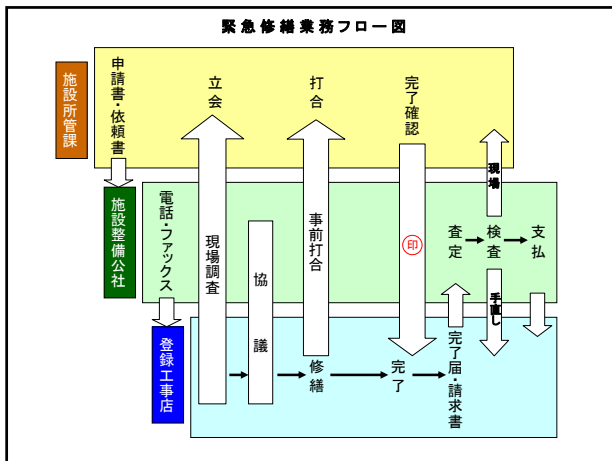 緊急修繕業務フロー図
施設所管課
申請書・依頼書
立会
打合
完了確認
現場
施設整備公社
電話・ファックス
現場調査
協議
事前打合
印
査定
検査
支払
手直し
登録工事店
修繕
完了
完了届・請求書